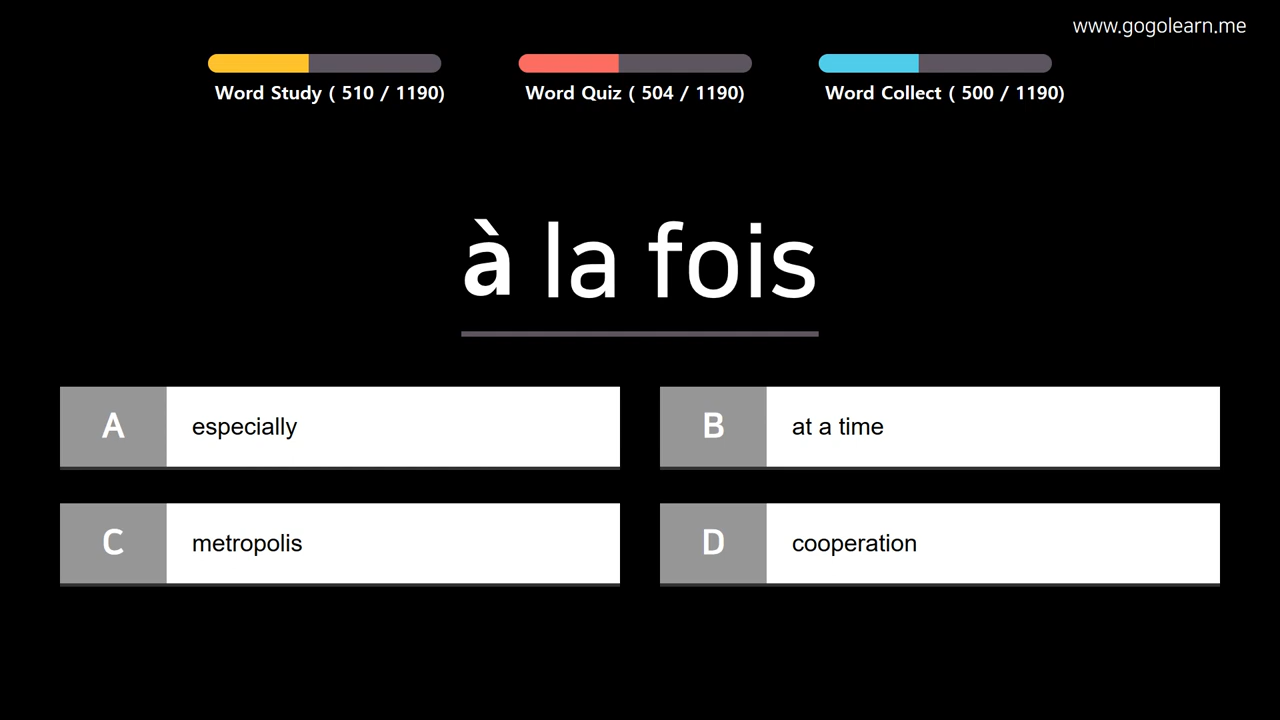 www.gogolearn.me
Word Study ( 510 / 1190)
Word Quiz ( 504 / 1190)
Word Collect ( 500 / 1190)
à la fois
A especially
B at a time
C metropolis
D cooperation